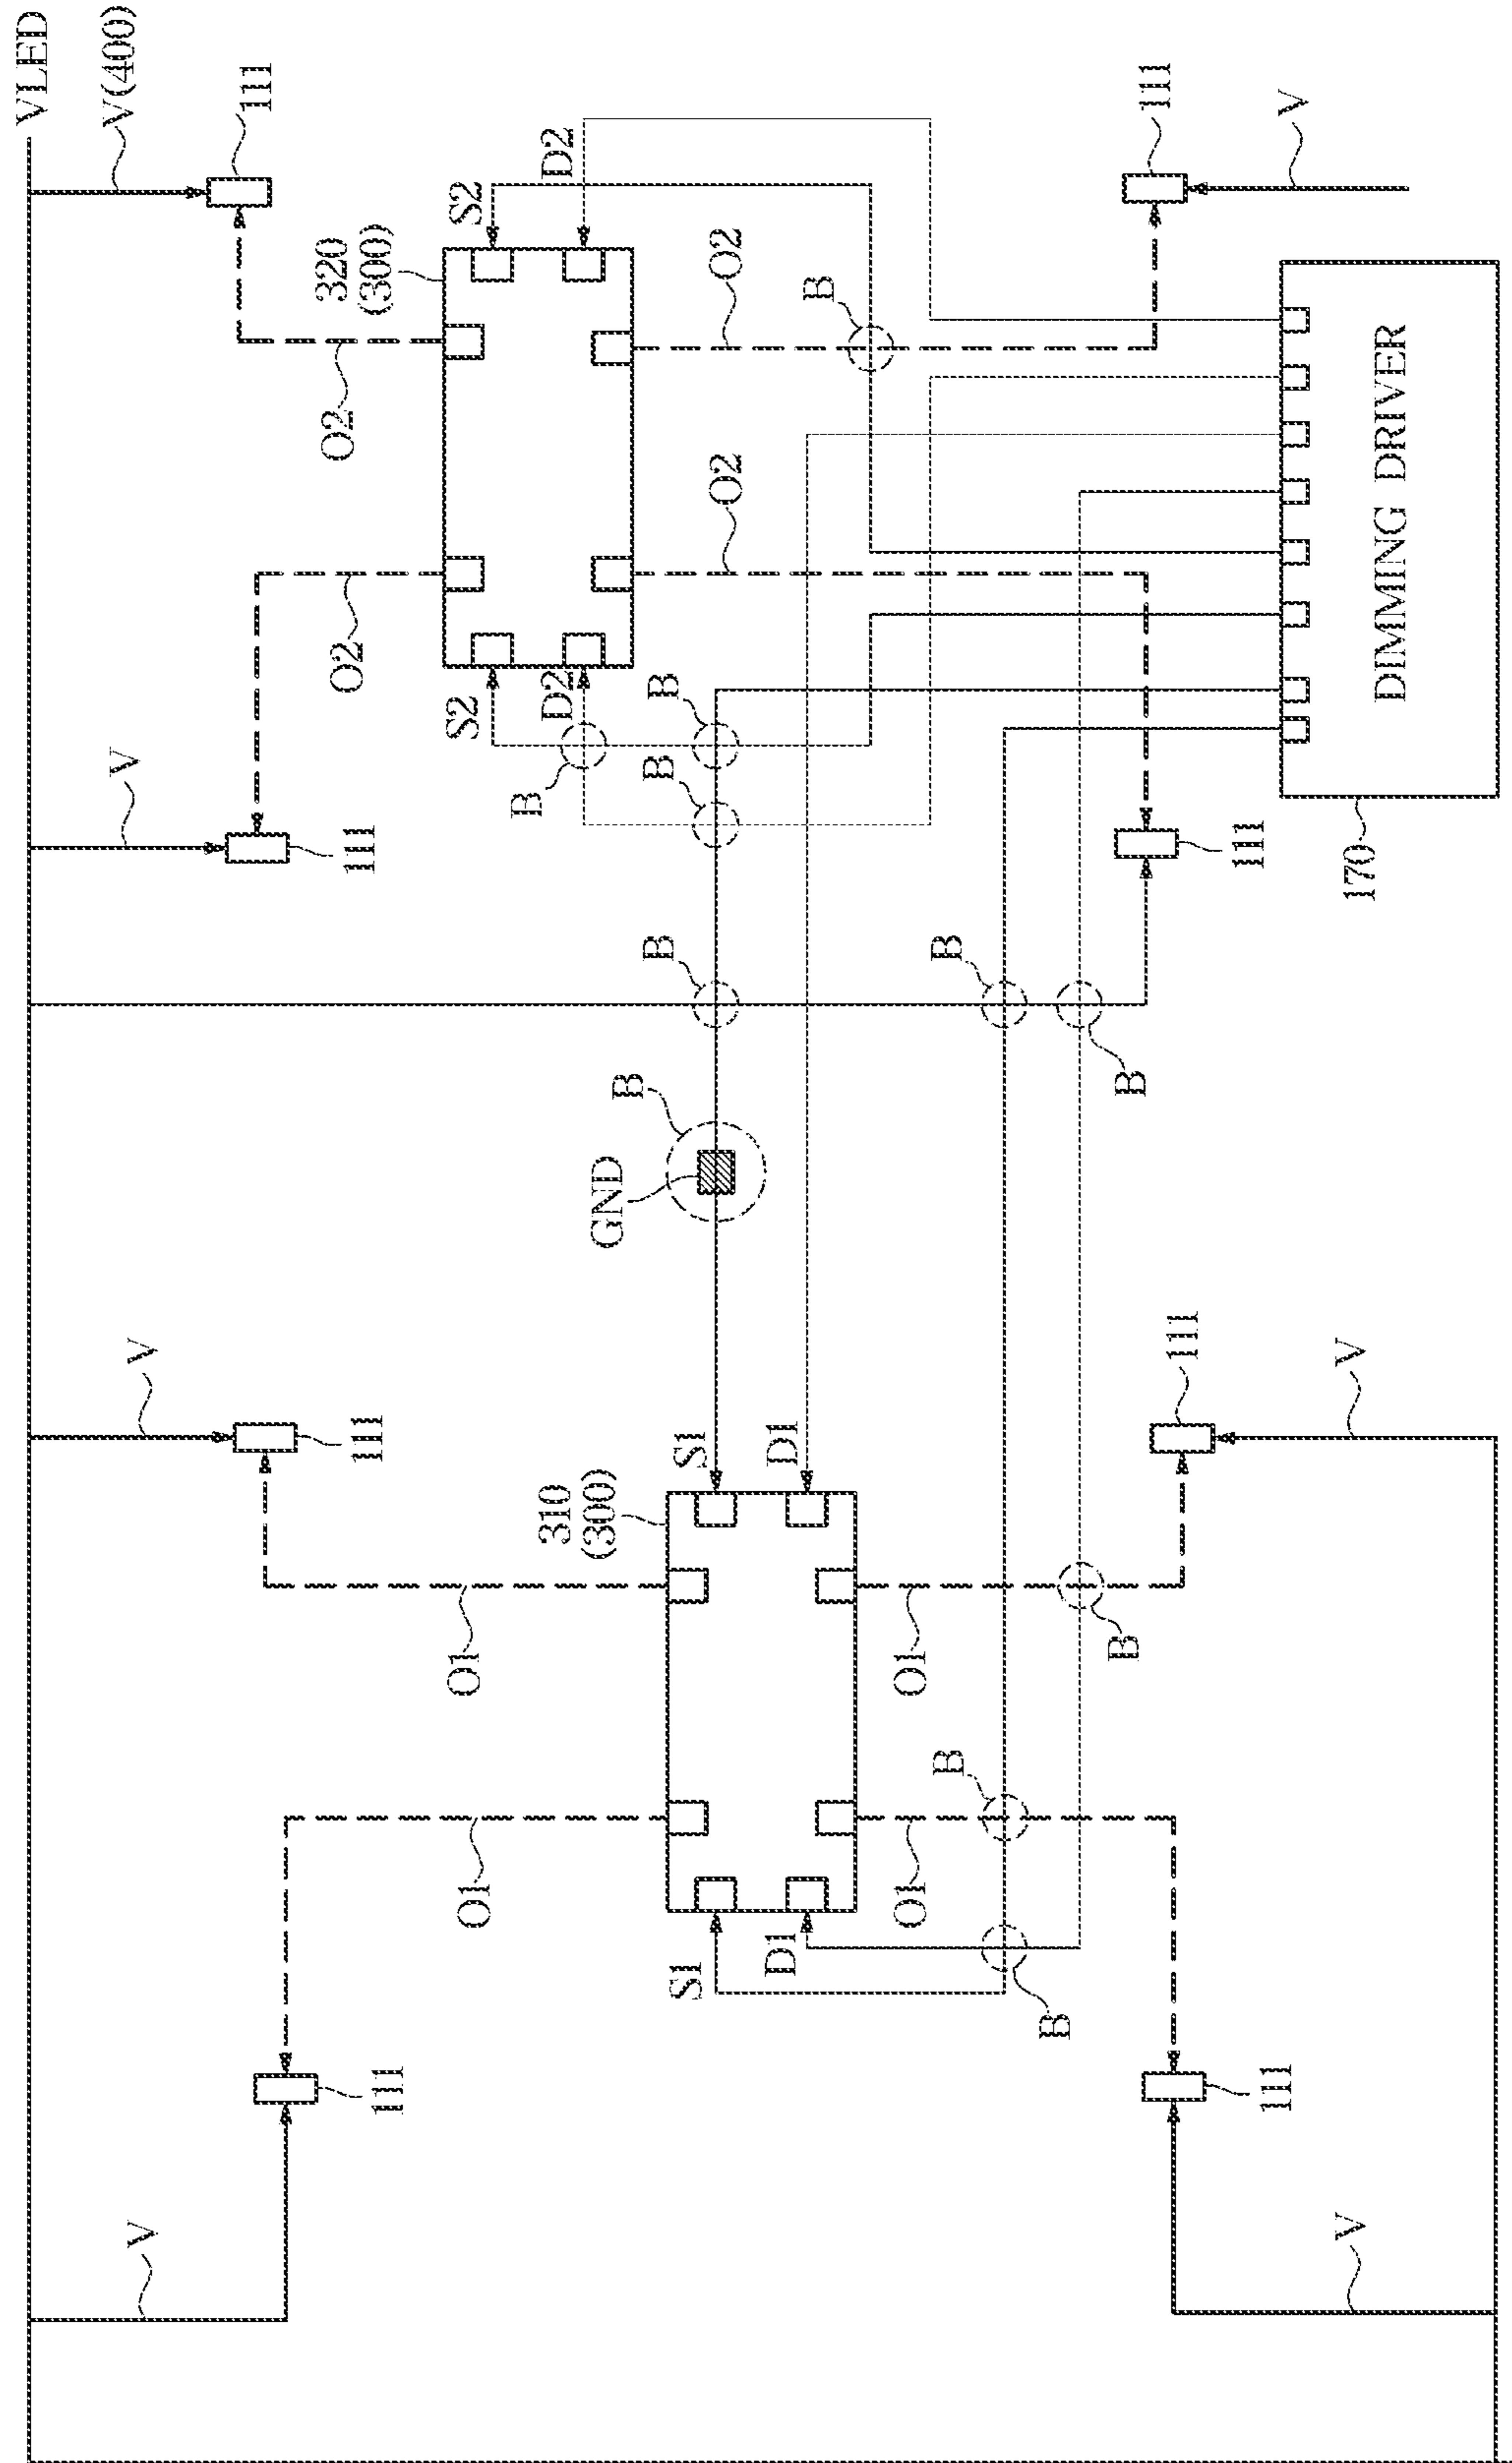 VLED
V
V
V
V(400)
111
O2
320
(300)
O2
111
111
111
O1
O1
S2
S2
B
D2
D2
310
(300)
GND
B
B
B
B
S1
S1
O2
O2
D1
D1
B
O1
O1
B
B
B
B
B
111
111
111
111
V
V
V
170
DIMMING DRIVER